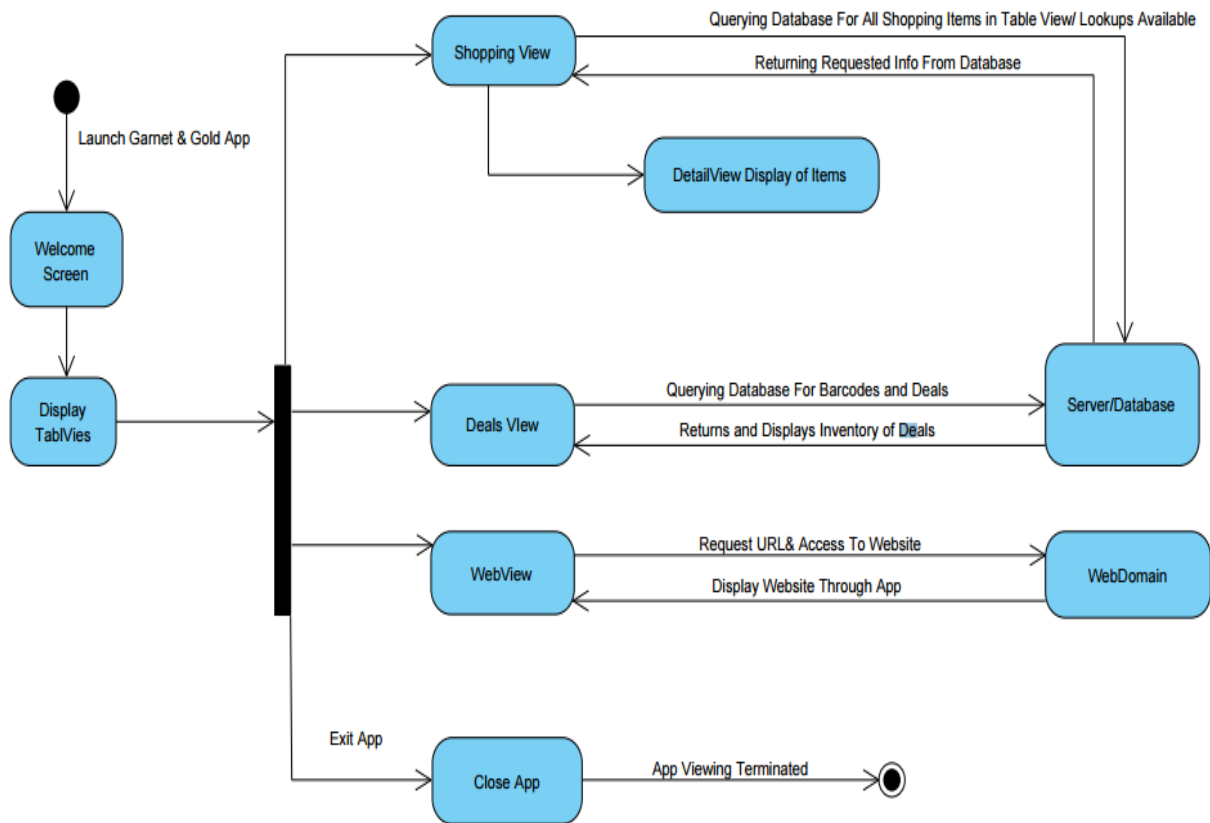 Querying Database For All Shopping Items in Table View/ Lookups Available
Shopping View
Returning Requested Info From Database
Launch Garnet & Gold App
DetailView Display of Items
Welcome
Screen
Display
TablVies
Deals VIew
Querying Database For Barcodes and Deals
Returns and Displays Inventory of Deals
Server/Database
WebView
Request URL& Access To Website
Display Website Through App
WebDomain
Exit App
Close App
App Viewing Terminated